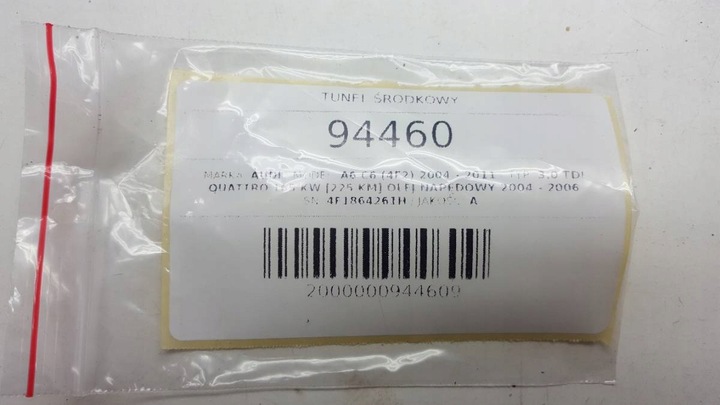 TUNEL ŚRODKOWY
94460
MARKA: AUDI MODEL: A6 C6 (4F2) 2004 - 2011 TYP: 3.0 TDI
QUATTRO KW [225 KM] OLEJ NAPĘDOWY 2004 - 2006
SN: 4F1864261H JAKOŚĆ: A
2000000944609